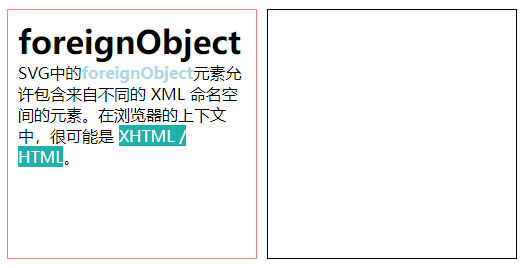 foreignObject
SVG中的foreignObject元素允
许包含来自不同的 XML 命名空
间的元素。在浏览器的上下文
中，很可能是 XHTML /
HTML。